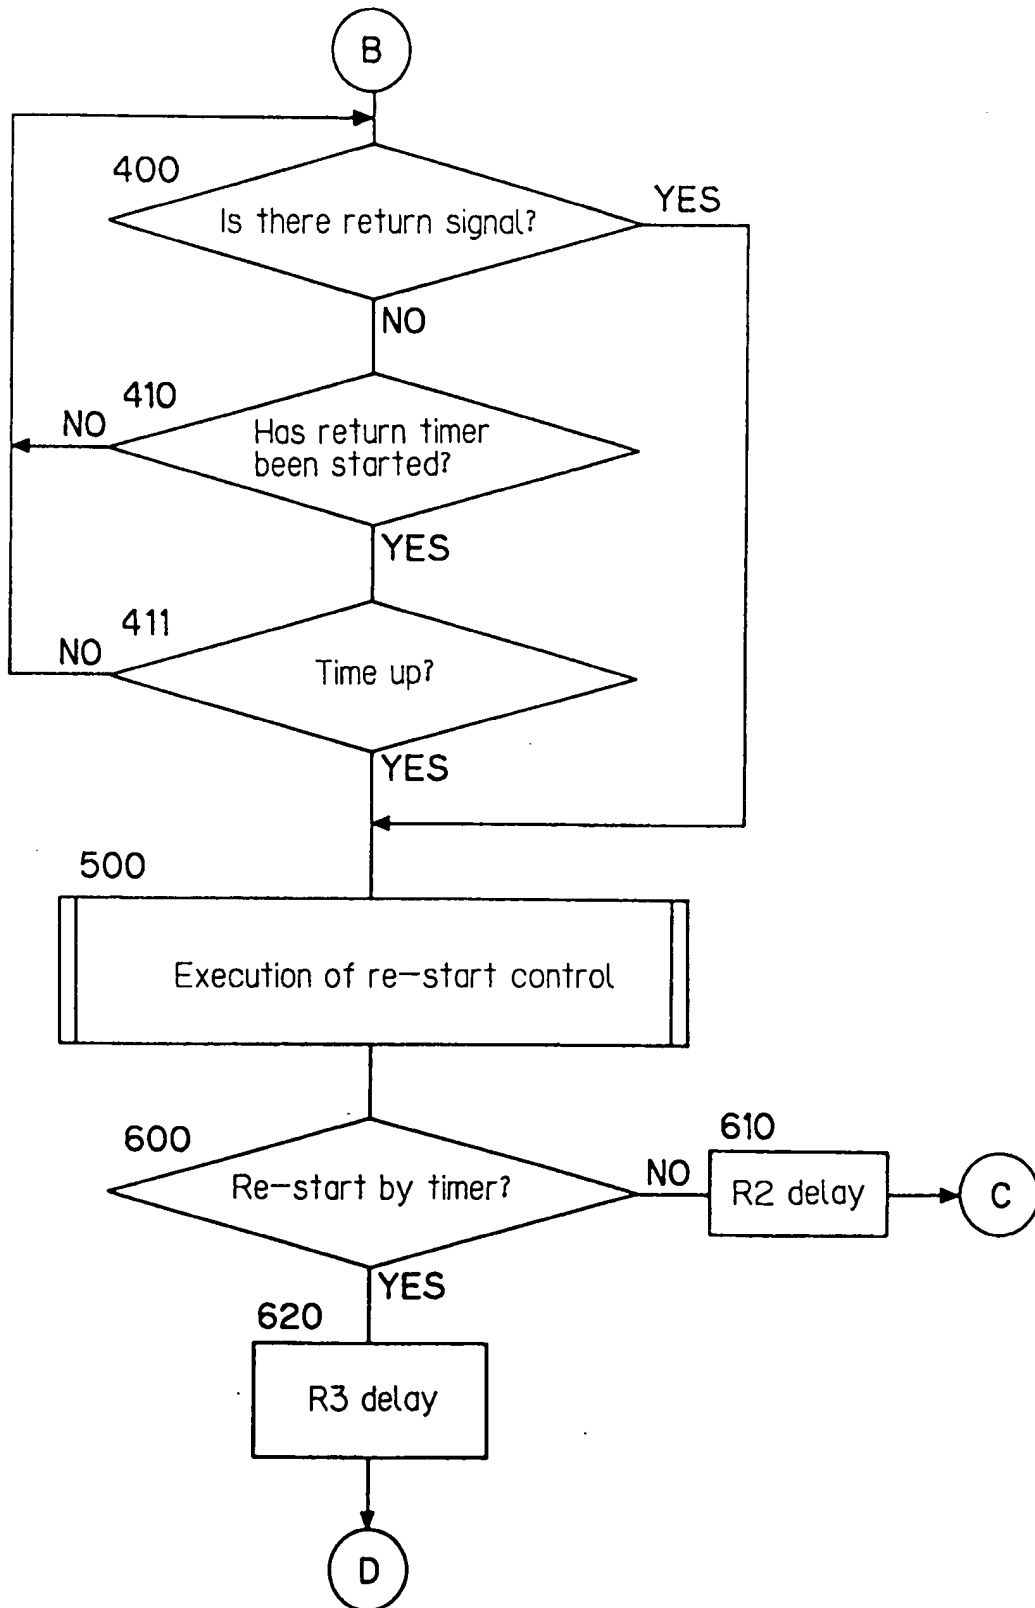 B
400
Is there return signal?
YES
NO
410
NO
Has return timer
been started?
YES
411
NO
Time up?
YES
500
Execution of re-start control
600
Re-start by timer?
NO
610
R2 delay
C
YES
620
R3 delay
D